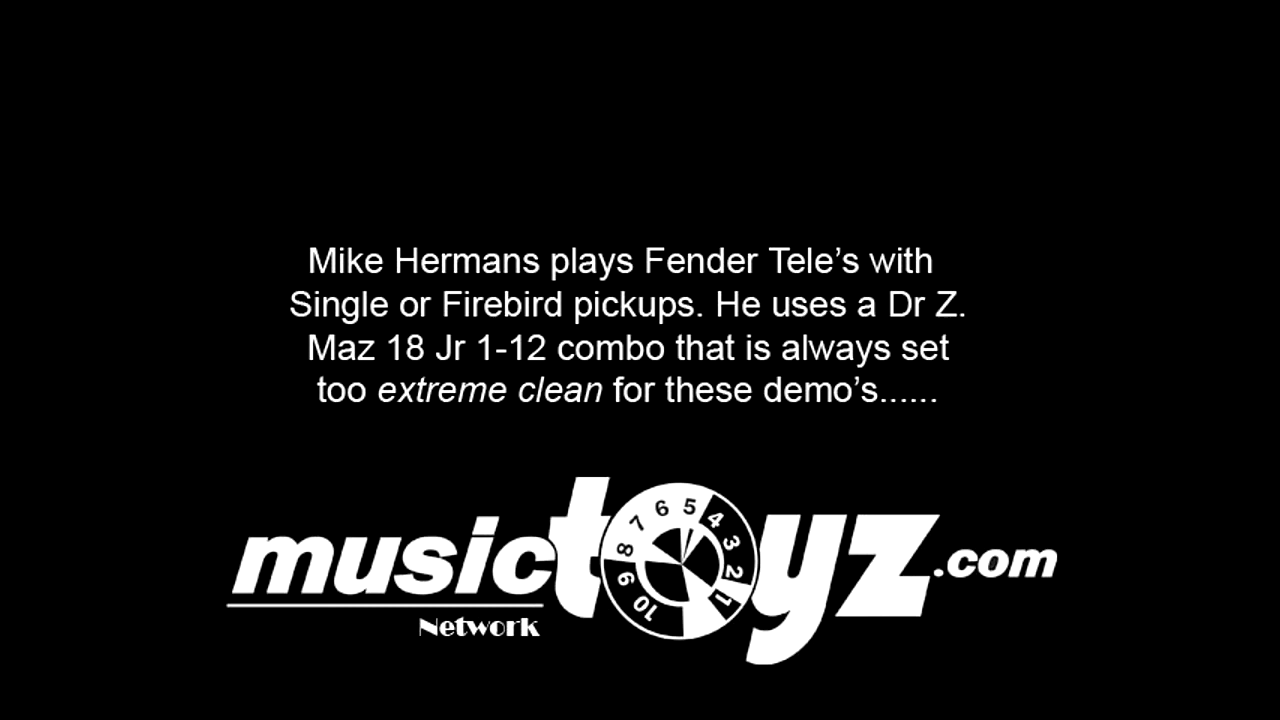 Mike Hermans plays Fender Tele’s with
Single or Firebird pickups. He uses a Dr Z.
Maz 18 Jr 1-12 combo that is always set
too extreme clean for these demo’s......
musictoyz.com
Network
1 2 3 4 5 6 7 8 9 10